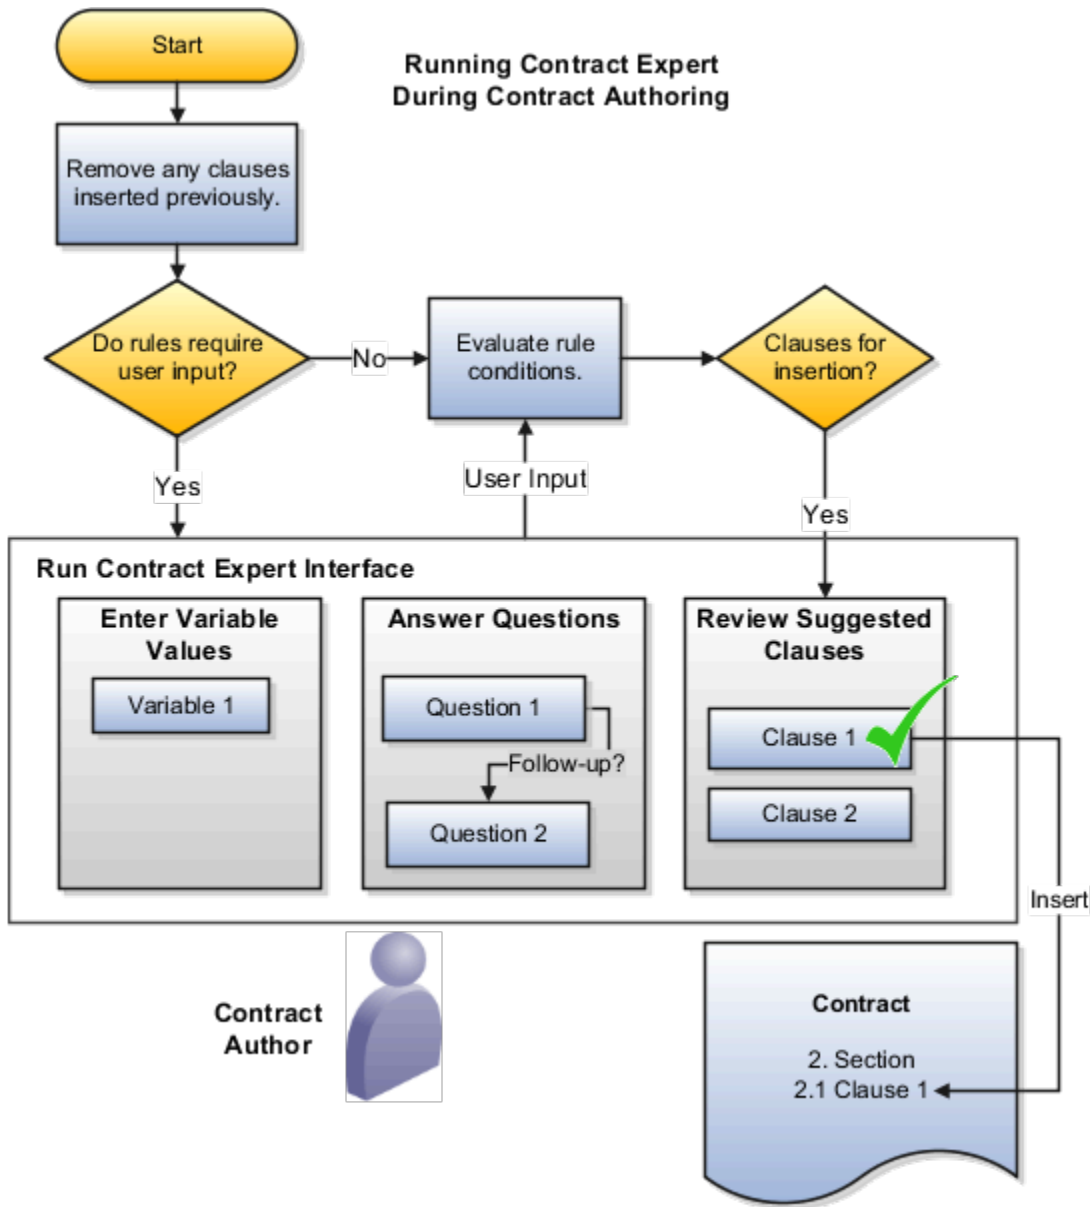 Start
Running Contract Expert
During Contract Authoring
Remove any clauses
inserted previously.
Do rules require
user input?
No
Evaluate rule
conditions.
Clauses for
insertion?
Yes
User Input
Yes
Run Contract Expert Interface
Enter Variable
Values
Variable 1
Answer Questions
Question 1
Follow-up?
Question 2
Review Suggested
Clauses
Clause 1
Clause 2
Insert
Contract
Author
Contract
2. Section
2.1 Clause 1